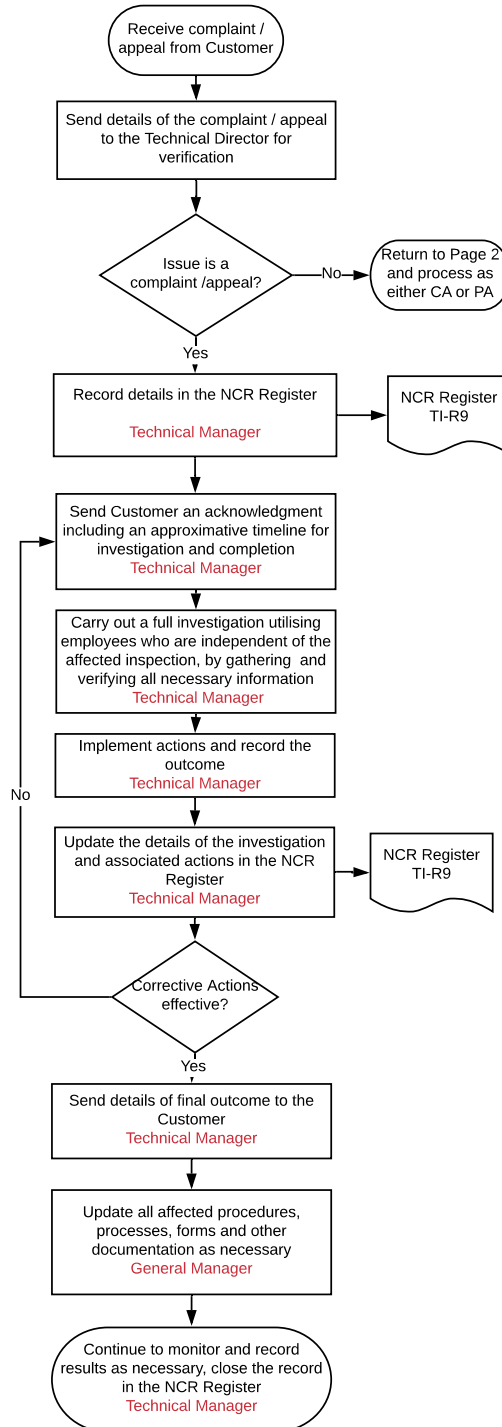 Receive complaint /
appeal from Customer
Send details of the complaint / appeal
to the Technical Director for
verification
Issue is a
complaint /appeal?
No
Return to Page 2
and process as
either CA or PA
Yes
Record details in the NCR Register
Technical Manager
NCR Register
TI-R9
Send Customer an acknowledgment
including an approximative timeline for
investigation and completion
Technical Manager
Carry out a full investigation utilising
employees who are independent of the
affected inspection, by gathering  and
verifying all necessary information
Technical Manager
Implement actions and record the
outcome
Technical Manager
No
Update the details of the investigation
and associated actions in the NCR
Register
Technical Manager
NCR Register
TI-R9
Corrective Actions
effective?
Yes
Send details of final outcome to the
Customer
Technical Manager
Update all affected procedures,
processes, forms and other
documentation as necessary
General Manager
Continue to monitor and record
results as necessary, close the record
in the NCR Register
Technical Manager